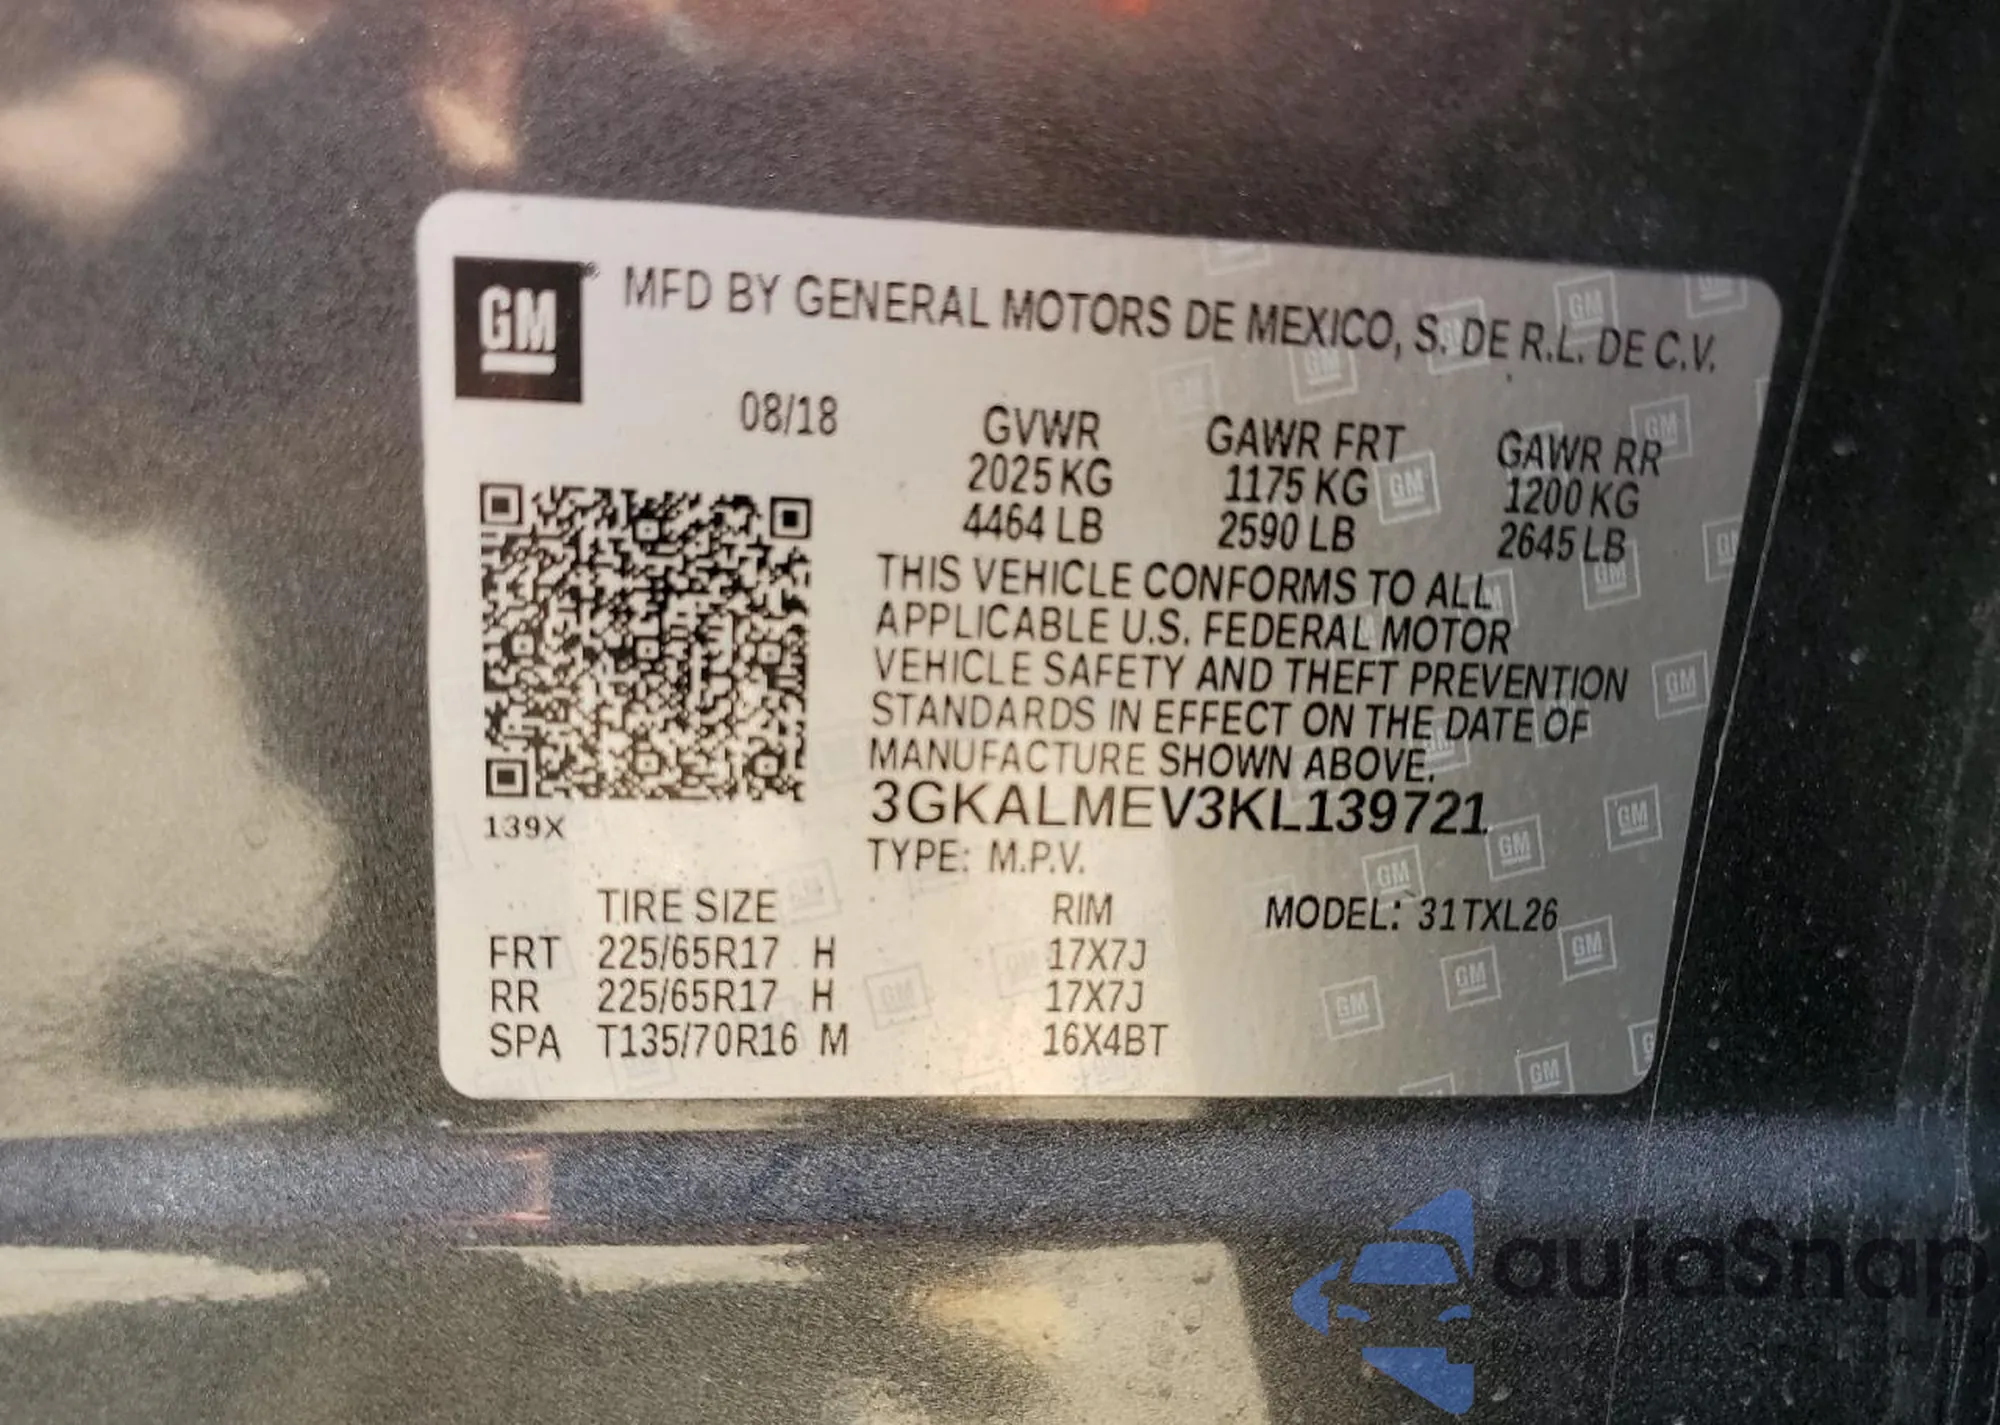 GM MFD BY GENERAL MOTORS DE MEXICO, S. DE R.L. DE C.V.
08/18
GVWR GAWR FRT GAWR RR
2025 KG 1175 KG 1200 KG
4464 LB 2590 LB 2645 LB
THIS VEHICLE CONFORMS TO ALL
APPLICABLE U.S. FEDERAL MOTOR
VEHICLE SAFETY AND THEFT PREVENTION
STANDARDS IN EFFECT ON THE DATE OF
MANUFACTURE SHOWN ABOVE.
3GKALMEV3KL139721
139X
TYPE: M.P.V.
TIRE SIZE RIM MODEL: 31TXL26
FRT 225/65R17 H 17X7J
RR 225/65R17 H 17X7J
SPA T135/70R16 M 16X4BT
autaSnap